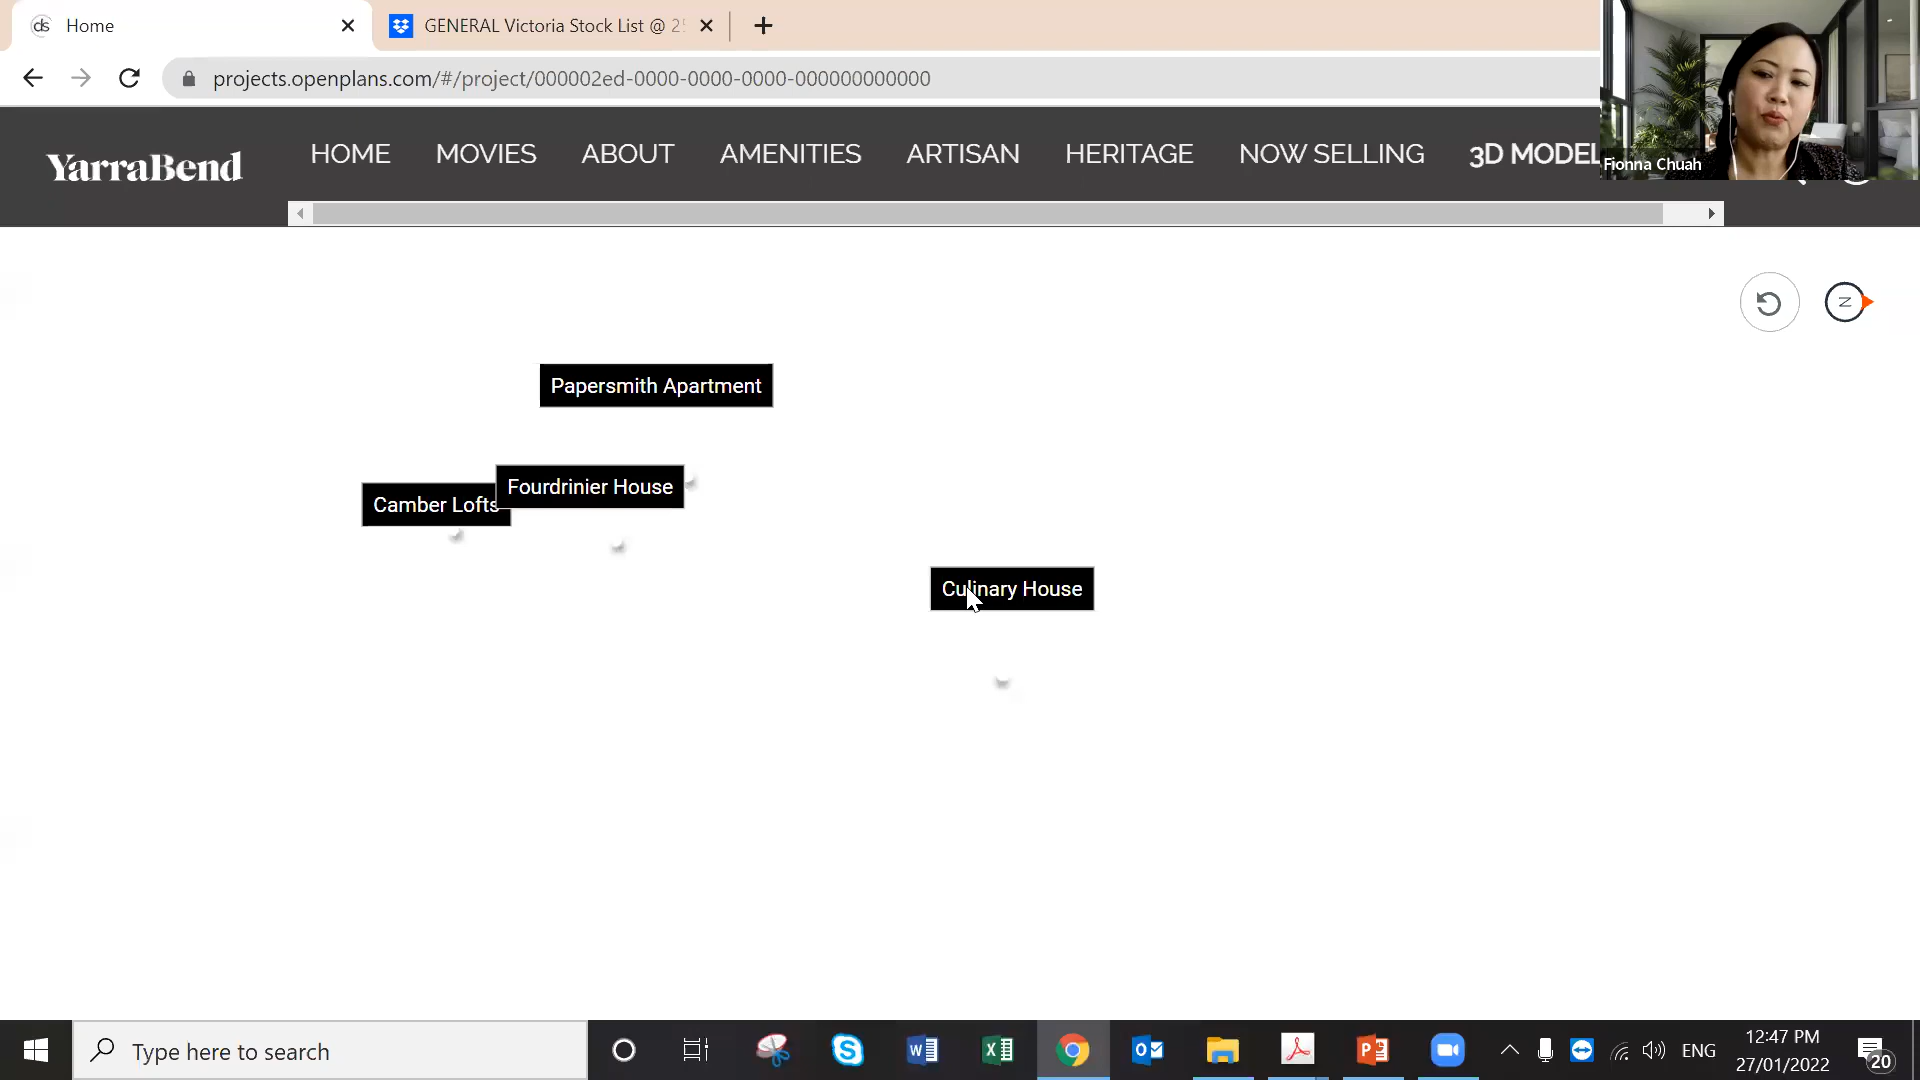 ds Home
GENERAL Victoria Stock List @ 2
projects.openplans.com/#/project/000002ed-0000-0000-0000-000000000000
YarraBend
HOME MOVIES ABOUT AMENITIES ARTISAN HERITAGE NOW SELLING 3D MODEL
Fionna Chuah
N
Papersmith Apartment
Fourdrinier House
Camber Lofts
Culinary House
Type here to search
ENG
12:47 PM
27/01/2022
20